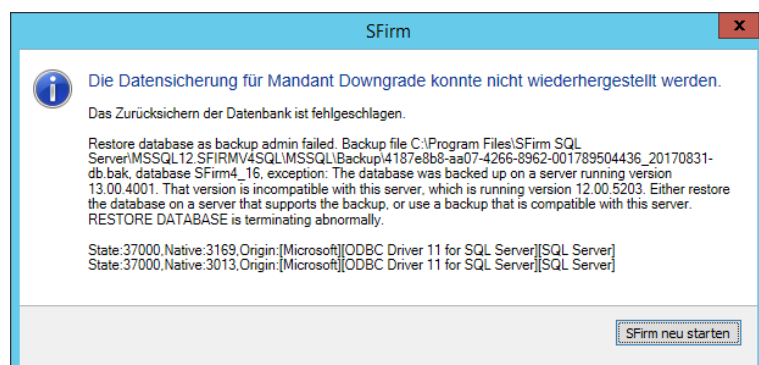 SFirm
x
Die Datensicherung für Mandant Downgrade konnte nicht wiederhergestellt werden.
Das Zurücksichern der Datenbank ist fehlgeschlagen.
Restore database as backup admin failed. Backup file C:\Program Files\SFirm SQL
Server\MSSQL12.SFIRMV4SQL\MSSQL\Backup\4187e8b8-aa07-4266-8962-001789504436_20170831-
db.bak, database SFirm4_16, exception: The database was backed up on a server running version
13.00.4001. That version is incompatible with this server, which is running version 12.00.5203. Either restore
the database on a server that supports the backup, or use a backup that is compatible with this server.
RESTORE DATABASE is terminating abnormally.
State:37000,Native:3169,Origin:[Microsoft][ODBC Driver 11 for SQL Server][SQL Server]
State:37000,Native:3013,Origin:[Microsoft][ODBC Driver 11 for SQL Server][SQL Server]
SFirm neu starten